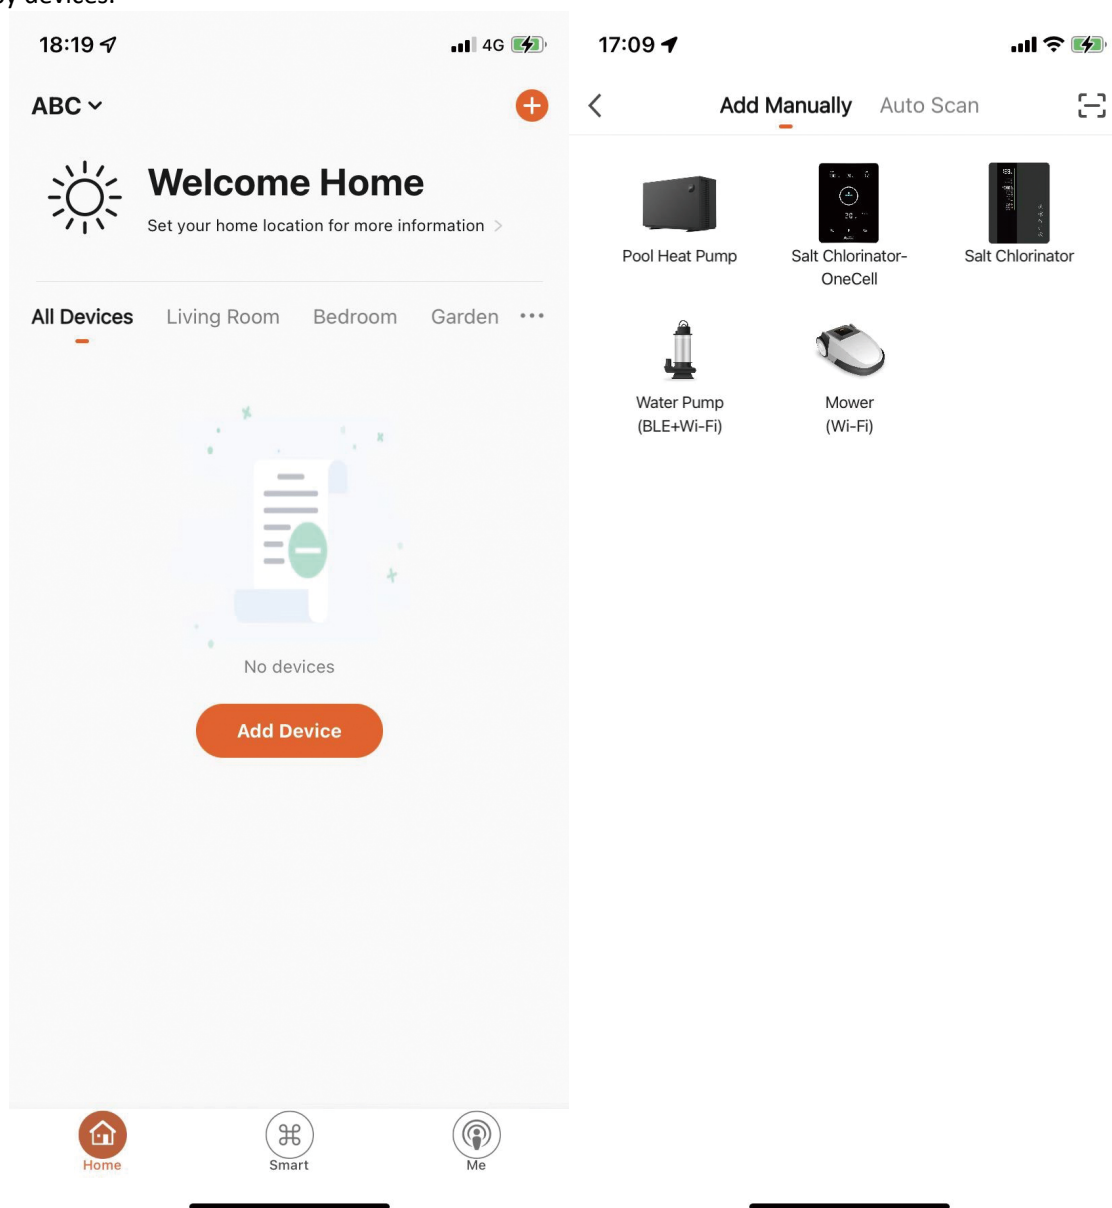 by devices.
18:19
4G
ABC
Welcome Home
Set your home location for more information
All Devices Living Room Bedroom Garden
No devices
Add Device
Home Smart Me
17:09
Add Manually Auto Scan
Pool Heat Pump
Salt Chlorinator-
OneCell
Salt Chlorinator
Water Pump
(BLE+Wi-Fi)
Mower
(Wi-Fi)